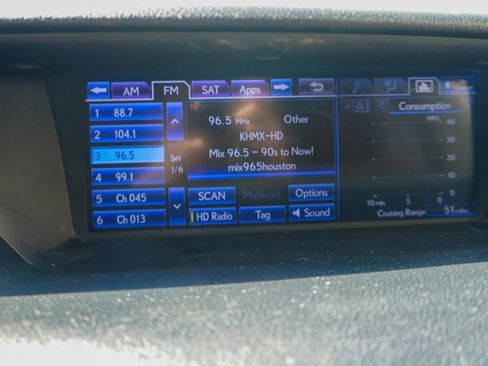 AM FM SAT Apps
1 88.7
2 104.1
3 96.5
4 99.1
5 Ch 045
6 Ch 013
Set
1/6
96.5 MHz Other
KHMX-HD
Mix 96.5 - 90s to Now!
mix965houston
SCAN Multicast Options
HD Radio Tag Sound
Consumption
MPG
40
30
20
10
0
10 min 5 0
Cruising Range 51 miles